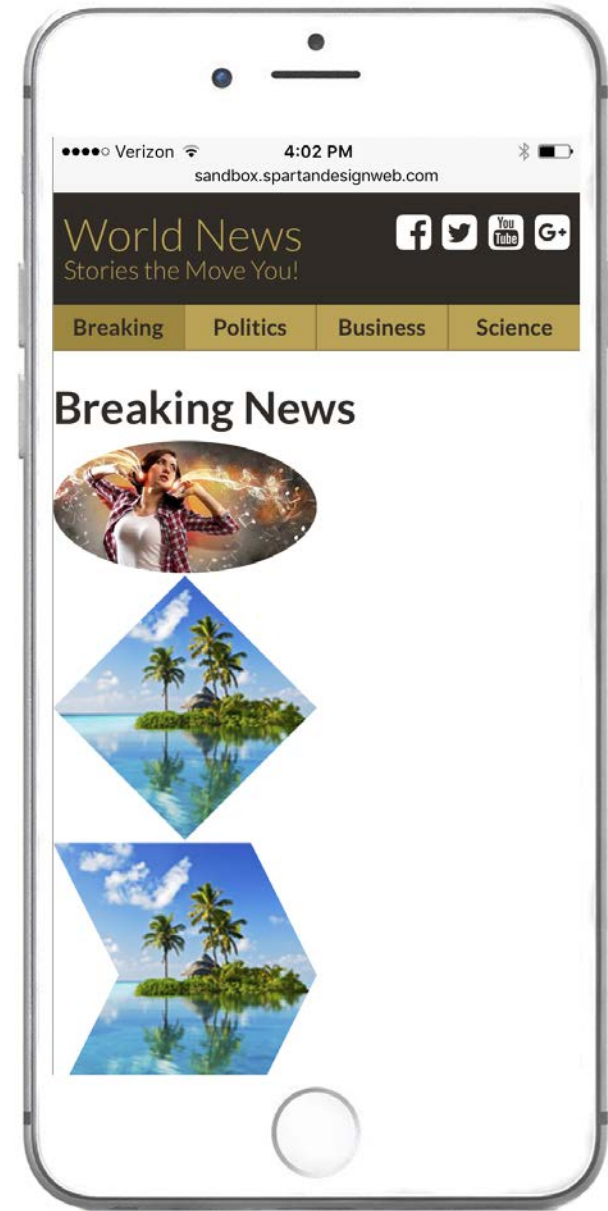 ●●●●○ Verizon 4:02 PM
sandbox.spartandesignweb.com
World News
Stories the Move You!
f You Tube G+
Breaking Politics Business Science
Breaking News